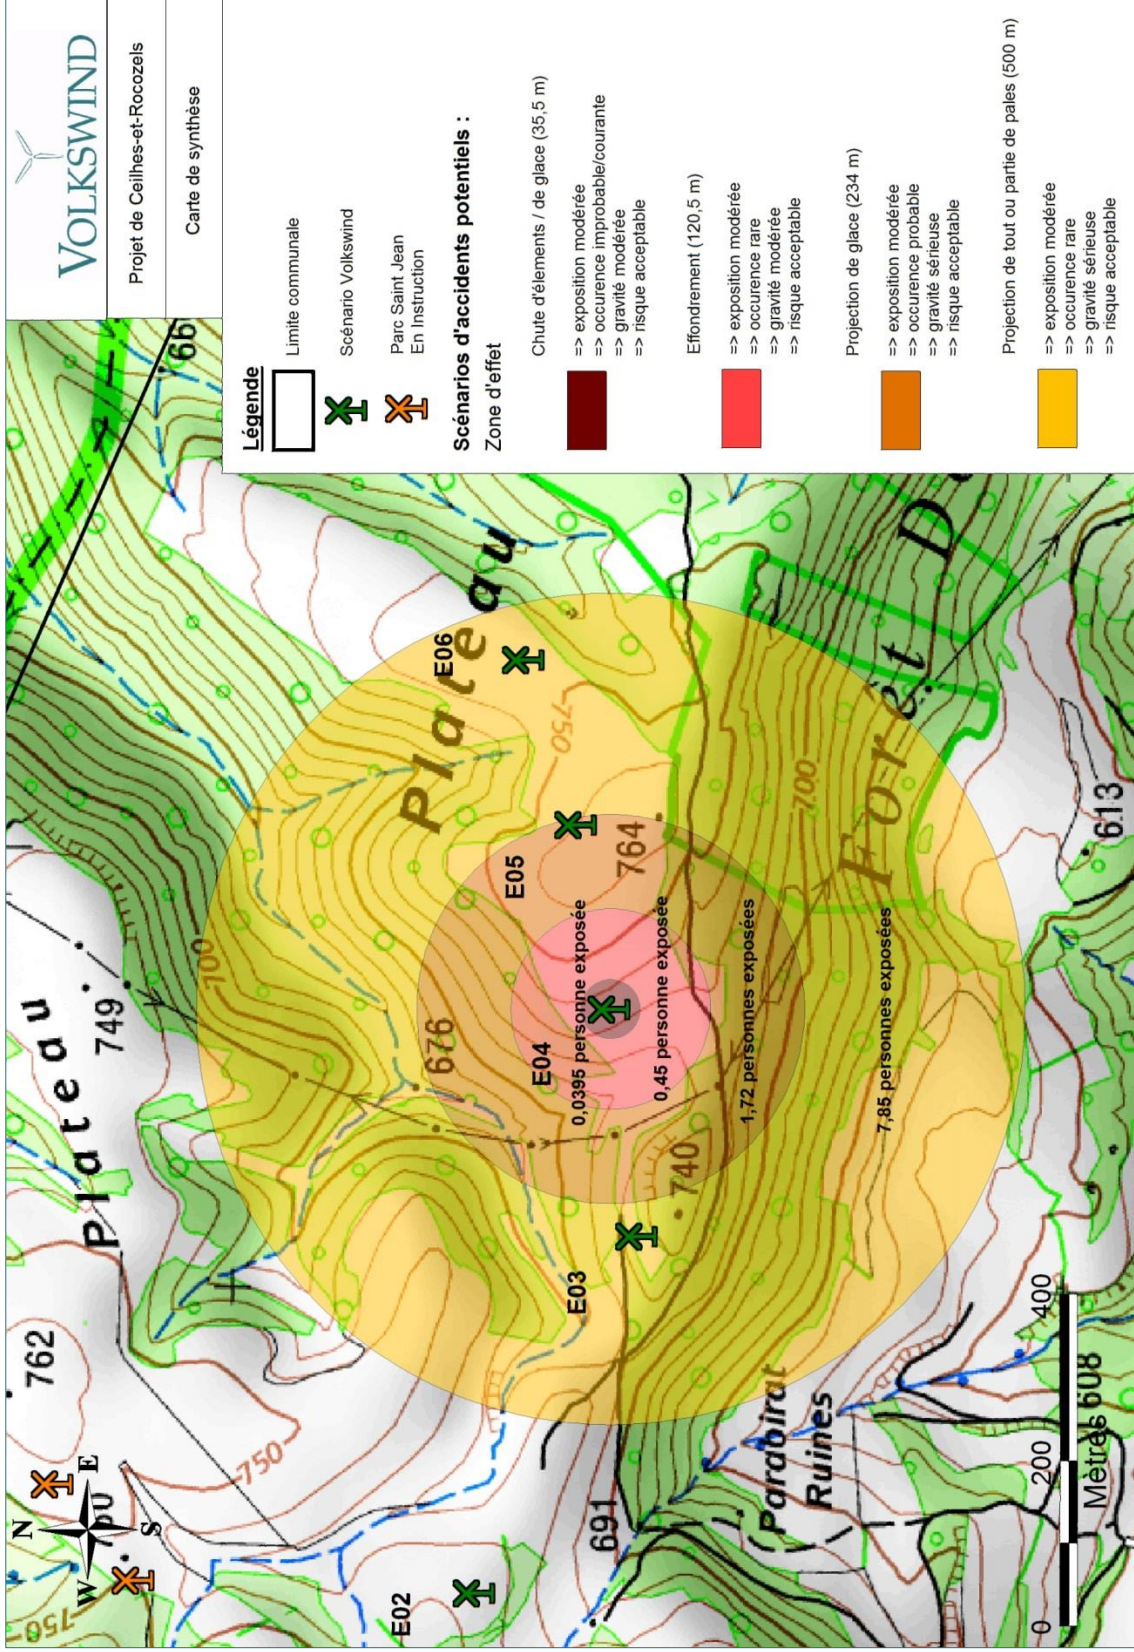 VOLKSWIND
Projet de Ceilhes-et-Rocozels
Carte de synthèse
Légende
Limite communale
Scénario Volkswind
Parc Saint Jean
En Instruction
Scénarios d'accidents potentiels :
Zone d'effet
Chute d'élements / de glace (35,5 m)
=> exposition modérée
=> occurence improbable/courante
=> gravité modérée
=> risque acceptable
Effondrement (120,5 m)
=> exposition modérée
=> occurence rare
=> gravité modérée
=> risque acceptable
Projection de glace (234 m)
=> exposition modérée
=> occurence probable
=> gravité sérieuse
=> risque acceptable
Projection de tout ou partie de pales (500 m)
=> exposition modérée
=> occurence rare
=> gravité sérieuse
=> risque acceptable
N
W
E
S
762
750
750
Plateau
749
700
66
Plateau
676
E02
E03
E04
E05
E06
750
764
740
691
700
0,0395 personne exposée
0,45 personne exposée
1,72 personnes exposées
7,85 personnes exposées
Forêt D
Parabirat
Ruines
613
608
0
200
400
Mètres